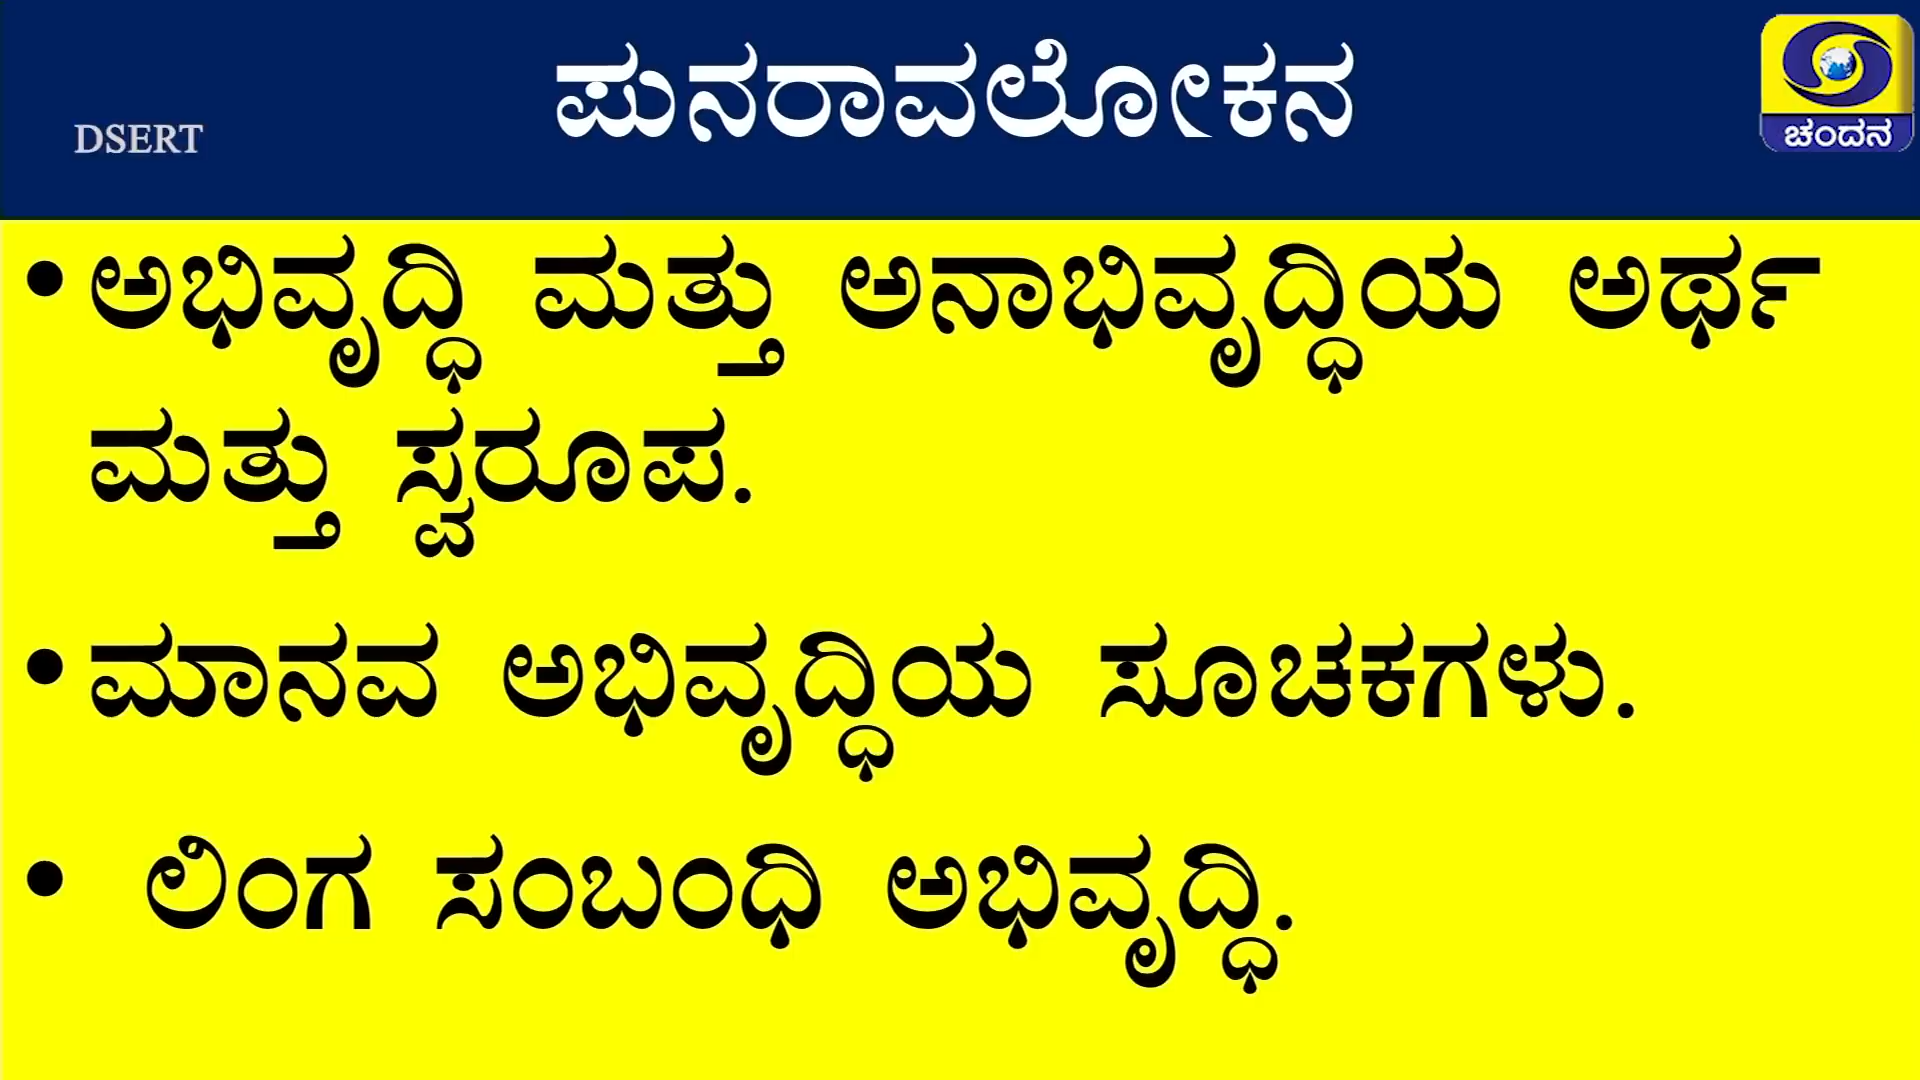 ಪುನರಾವಲೋಕನ
DSERT
ಚಂದನ
• ಅಭಿವೃದ್ಧಿ ಮತ್ತು ಅನಾಭಿವೃದ್ಧಿಯ ಅರ್ಥ
ಮತ್ತು ಸ್ವರೂಪ.
• ಮಾನವ ಅಭಿವೃದ್ಧಿಯ ಸೂಚಕಗಳು.
• ಲಿಂಗ ಸಂಬಂಧಿ ಅಭಿವೃದ್ಧಿ.